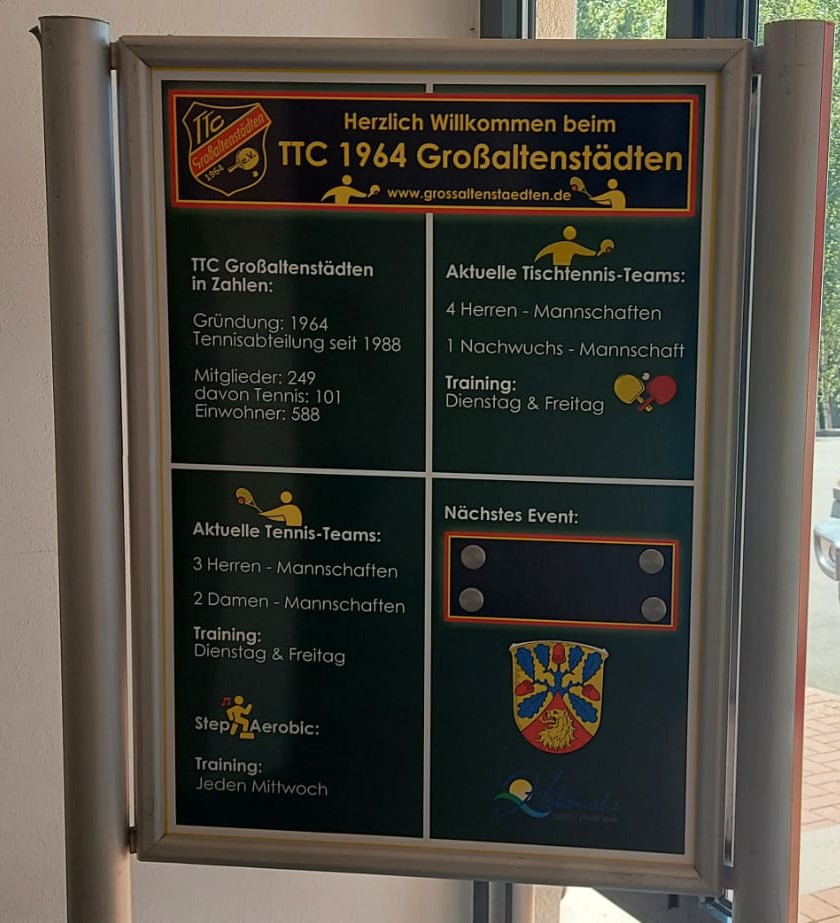 TTC
Großaltenstädten
1964
Herzlich Willkommen beim
TTC 1964 Großaltenstädten
www.grossaltenstaedten.de
TTC Großaltenstädten
in Zahlen:
Gründung: 1964
Tennisabteilung seit 1988
Mitglieder: 249
davon Tennis: 101
Einwohner: 588
Aktuelle Tischtennis-Teams:
4 Herren - Mannschaften
1 Nachwuchs - Mannschaft
Training:
Dienstag & Freitag
Aktuelle Tennis-Teams:
3 Herren - Mannschaften
2 Damen - Mannschaften
Training:
Dienstag & Freitag
Step Aerobic:
Training:
Jeden Mittwoch
Nächstes Event: